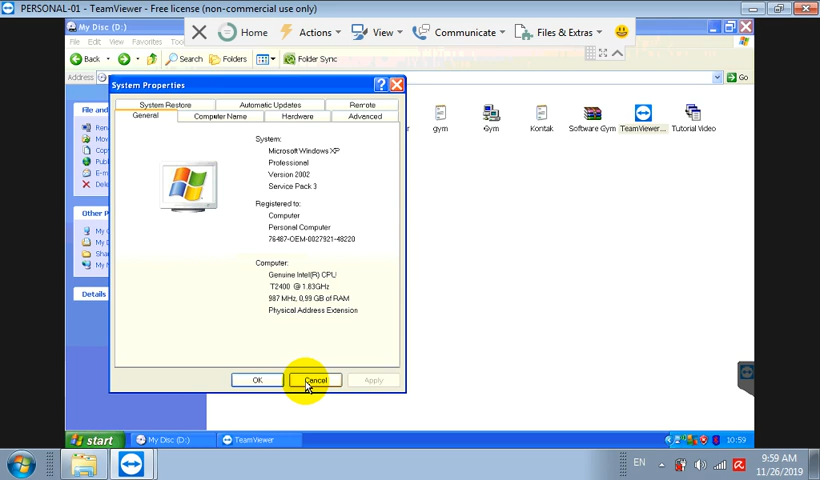 PERSONAL-01 - TeamViewer - Free license (non-commercial use only)
My Disc (D:)
Home
Actions
View
Communicate
Files & Extras
File
Edit
View
Favorites
Tools
Back
Search
Folders
Folder Sync
Address
Go
System Properties
System Restore
Automatic Updates
Remote
General
Computer Name
Hardware
Advanced
System:
Microsoft Windows XP
Professional
Version 2002
Service Pack 3
Registered to:
Computer
Personal Computer
76487-OEM-0027921-48220
Computer:
Genuine Intel(R) CPU
T2400 @ 1.83GHz
987 MHz, 0,99 GB of RAM
Physical Address Extension
OK
Cancel
Apply
File and
Other P
Details
gym
Gym
Kontak
Software Gym
TeamViewer...
Tutorial Video
start
My Disc (D:)
TeamViewer
10:59
EN
9:59 AM
11/26/2019